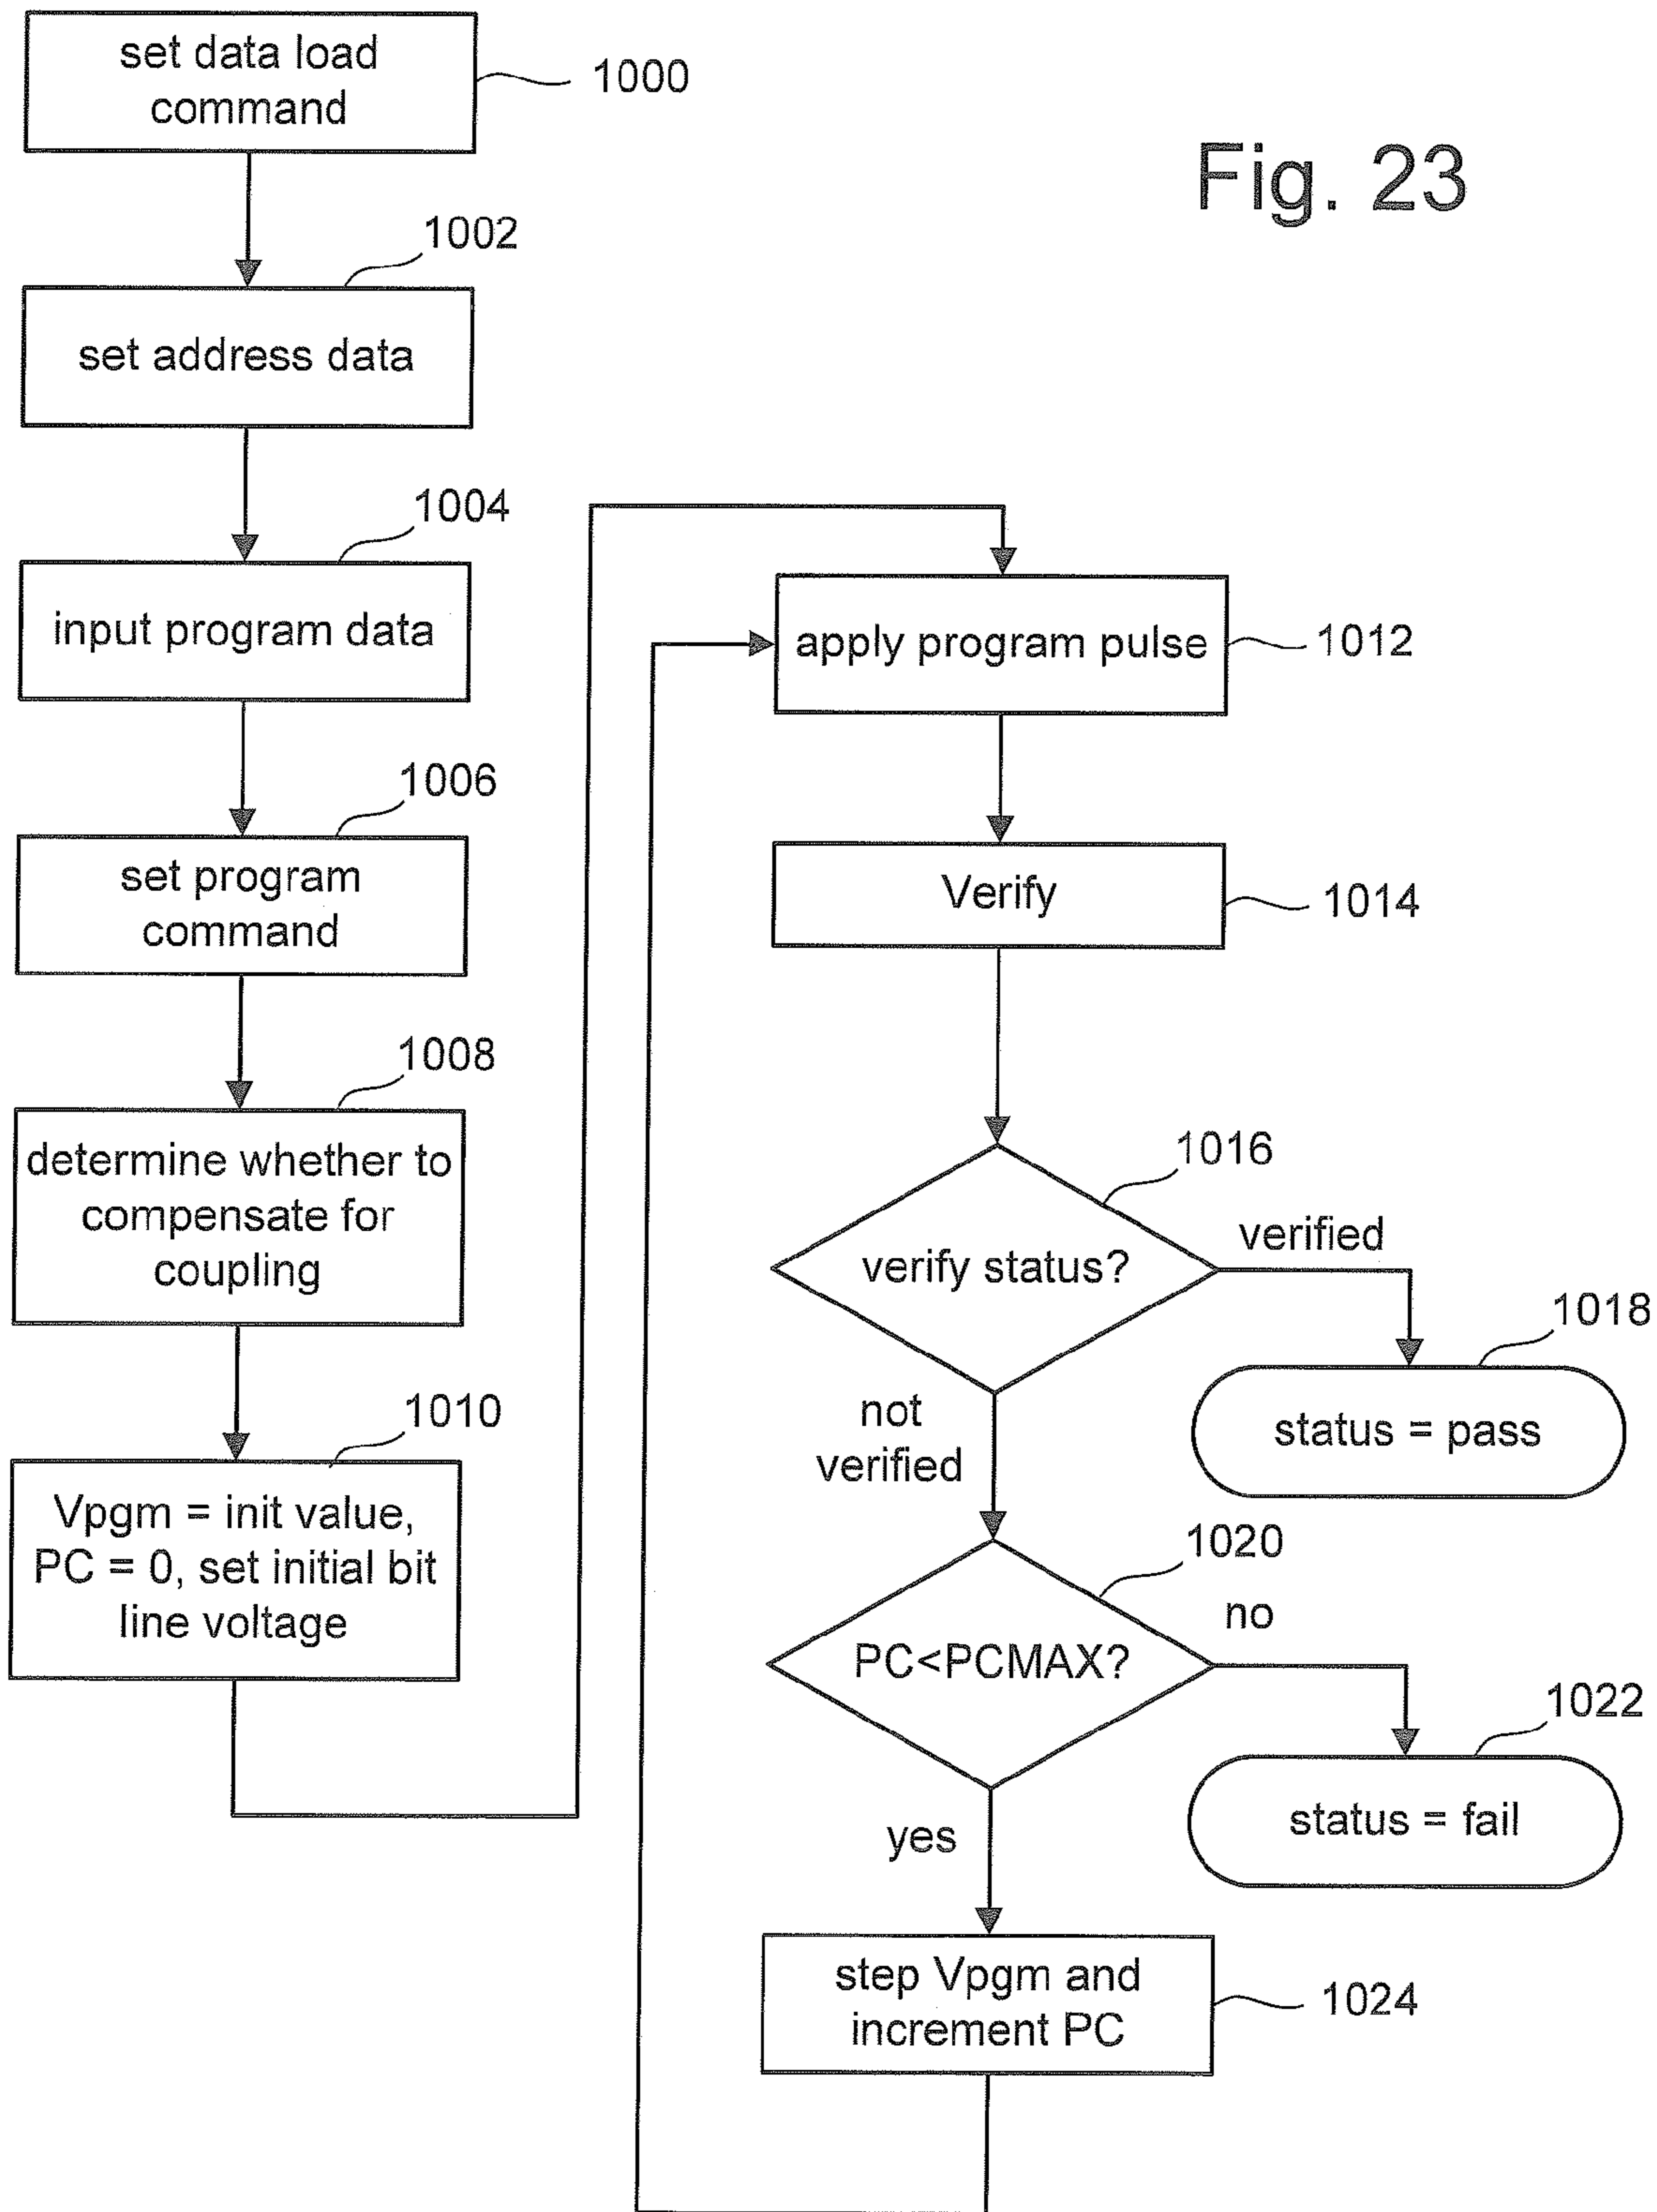 Fig. 23
set data load
command
1000
1002
set address data
1004
input program data
1006
set program
command
1008
determine whether to
compensate for
coupling
1010
Vpgm = init value,
PC = 0, set initial bit
line voltage
apply program pulse
1012
Verify
1014
1016
verify status?
verified
1018
status = pass
not
verified
1020
PC<PCMAX?
no
1022
status = fail
yes
step Vpgm and
increment PC
1024